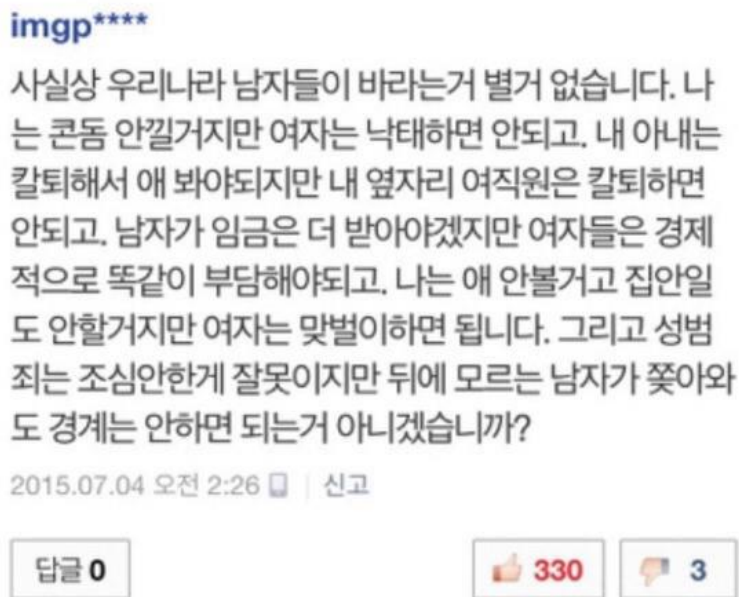 imgp****
사실상 우리나라 남자들이 바라는거 별거 없습니다. 나
는 콘돔 안낄거지만 여자는 낙태하면 안되고. 내 아내는
칼퇴해서 애 봐야되지만 내 옆자리 여직원은 칼퇴하면
안되고. 남자가 임금은 더 받아야겠지만 여자들은 경제
적으로 똑같이 부담해야되고. 나는 애 안볼거고 집안일
도 안할거지만 여자는 맞벌이하면 됩니다. 그리고 성범
죄는 조심안한게 잘못이지만 뒤에 모르는 남자가 쫓아와
도 경계는 안하면 되는거 아니겠습니까?
2015.07.04 오전 2:26 | 신고
답글 0 330 3